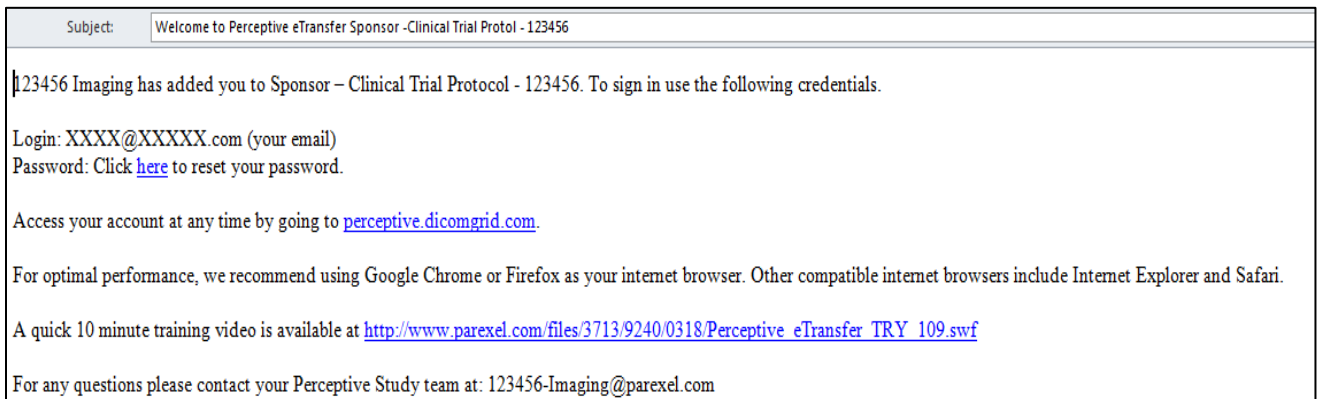 Subject: Welcome to Perceptive eTransfer Sponsor -Clinical Trial Protol - 123456
123456 Imaging has added you to Sponsor – Clinical Trial Protocol - 123456. To sign in use the following credentials.
Login: XXXX@XXXXX.com (your email)
Password: Click here to reset your password.
Access your account at any time by going to perceptive.dicomgrid.com.
For optimal performance, we recommend using Google Chrome or Firefox as your internet browser. Other compatible internet browsers include Internet Explorer and Safari.
A quick 10 minute training video is available at http://www.parexel.com/files/3713/9240/0318/Perceptive_eTransfer_TRY_109.swf
For any questions please contact your Perceptive Study team at: 123456-Imaging@parexel.com